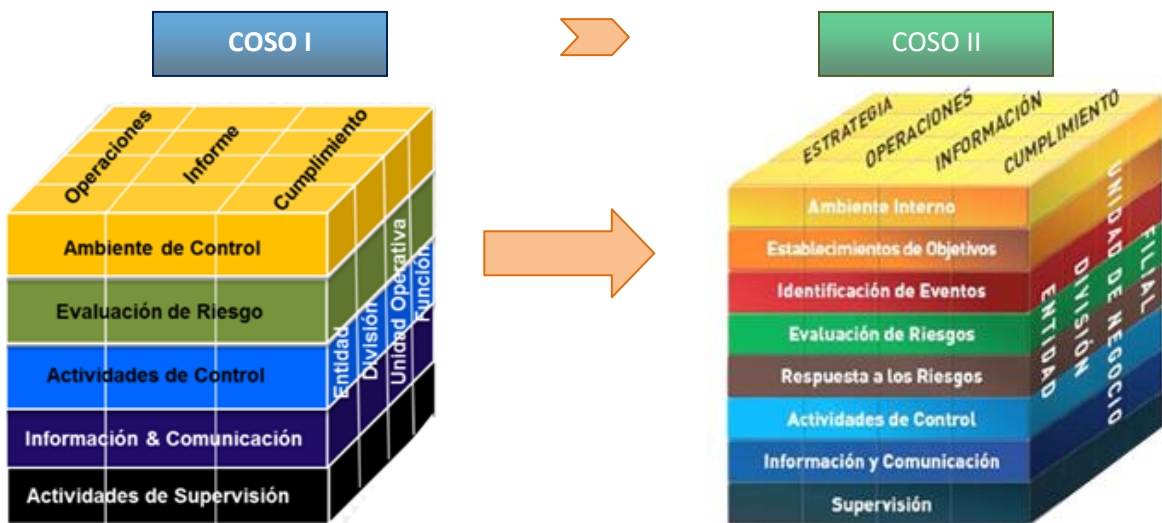 COSO I
COSO II
Operaciones
Informe
Cumplimiento
Ambiente de Control
Evaluación de Riesgo
Actividades de Control
Información & Comunicación
Actividades de Supervisión
Entidad
División
Unidad Operativa
Función
ESTRATEGIA
OPERACIONES
INFORMACIÓN
CUMPLIMIENTO
Ambiente Interno
Establecimientos de Objetivos
Identificación de Eventos
Evaluación de Riesgos
Respuesta a los Riesgos
Actividades de Control
Información y Comunicación
Supervisión
ENTIDAD
DIVISIÓN
UNIDAD DE NEGOCIO
FILIAL